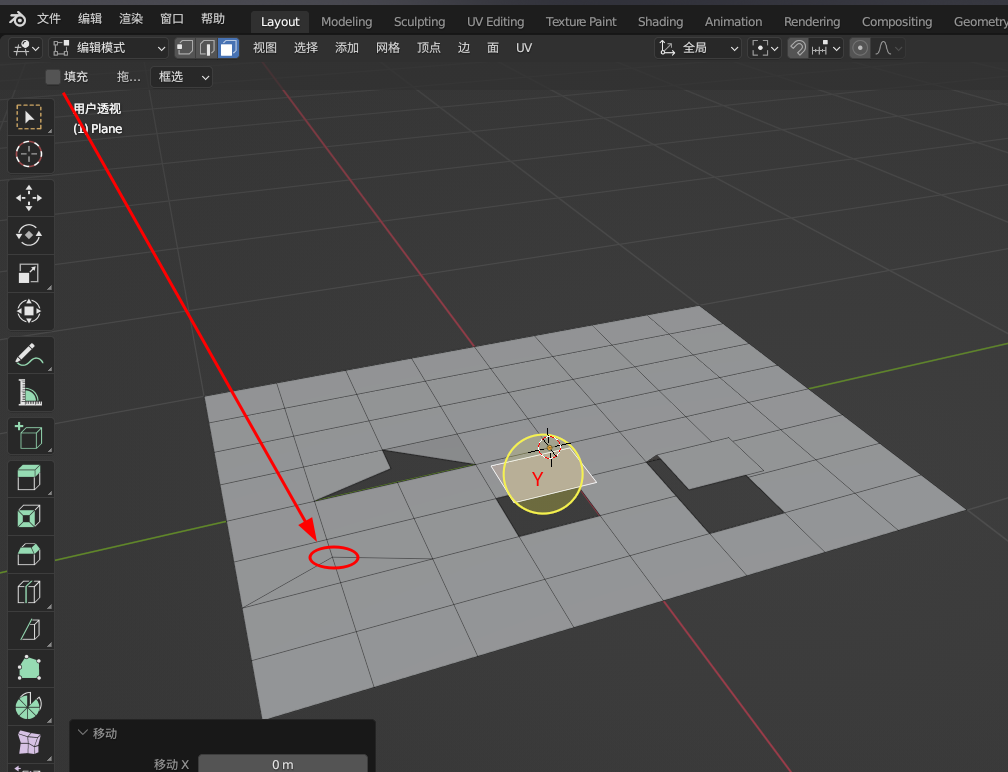 文件 编辑 渲染 窗口 帮助 Layout Modeling Sculpting UV Editing Texture Paint Shading Animation Rendering Compositing Geometry
编辑模式 视图 选择 添加 网格 顶点 边 面 UV 全局
填充 拖... 框选
用户透视
(1) Plane
Y
移动
移动 X 0 m